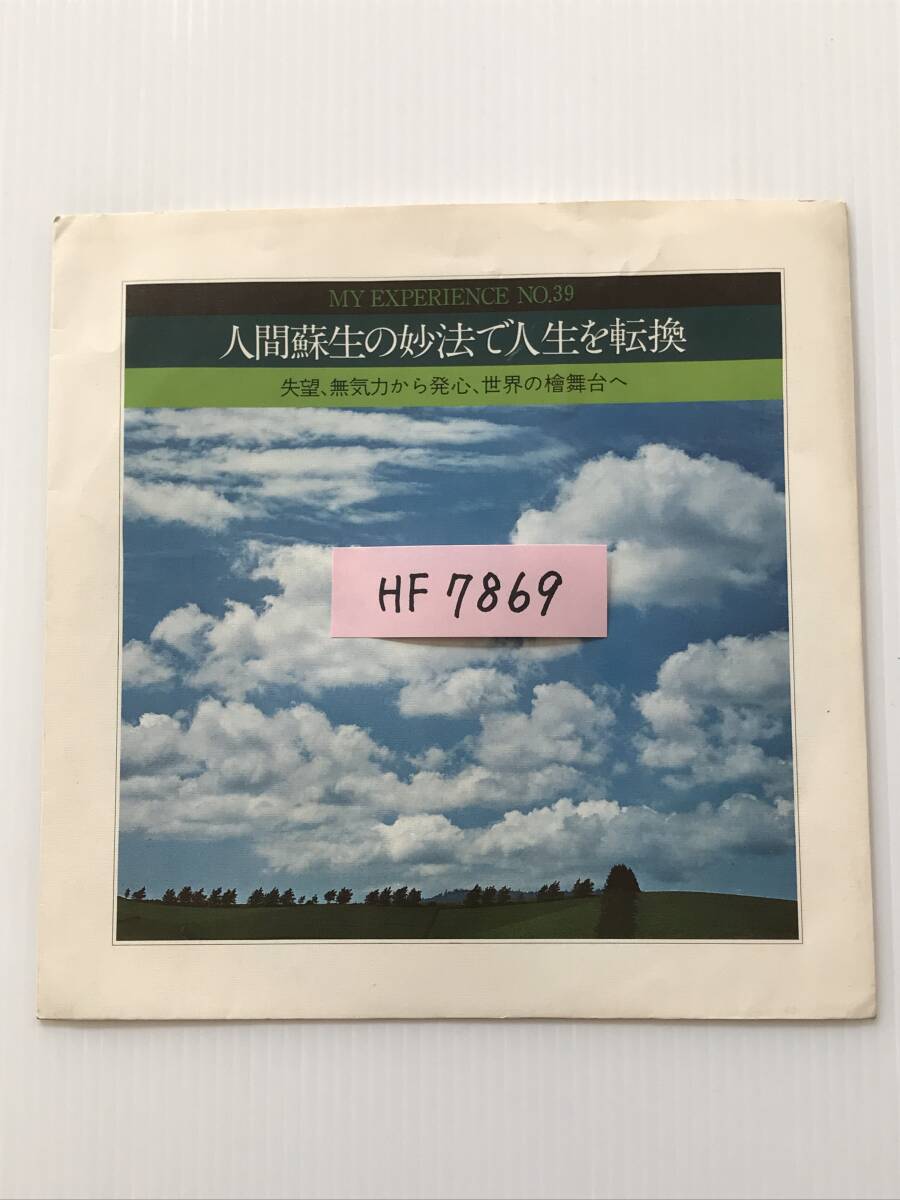 MY EXPERIENCE NO.39
人間蘇生の妙法で人生を転換
失望、無気力から発心、世界の檜舞台へ
HF 7869